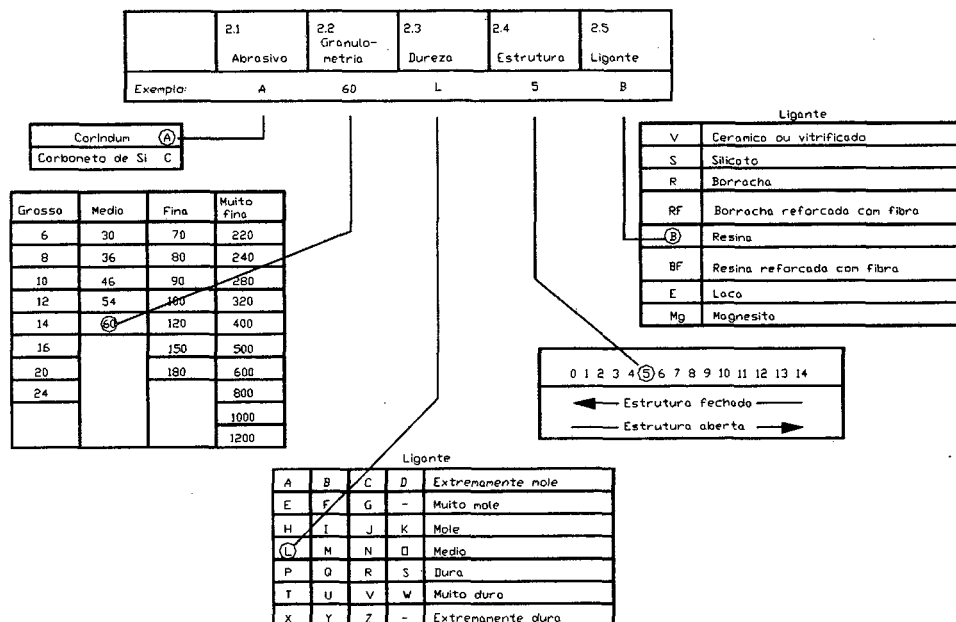 2.1 2.2 2.3 2.4 2.5
Abrasivo Granulo-metria Dureza Estrutura Ligante
Exemplo: A 60 L 5 B
Corindum A
Carboneto de Si C
Grossa Media Fina Muito fina
6 30 70 220
8 36 80 240
10 46 90 280
12 54 100 320
14 60 120 400
16 150 500
20 180 600
24 800
1000
1200
Ligante
V Ceramico ou vitrificado
S Silicato
R Borracha
RF Borracha reforcada com fibra
B Resina
BF Resina reforcada com fibra
E Laca
Mg Magnesita
0 1 2 3 4 5 6 7 8 9 10 11 12 13 14
Estrutura fechada
Estrutura aberta
Ligante
A B C D Extremamente mole
E F G - Muito mole
H I J K Mole
L M N O Medio
P Q R S Dura
T U V W Muito dura
X Y Z - Extremamente dura